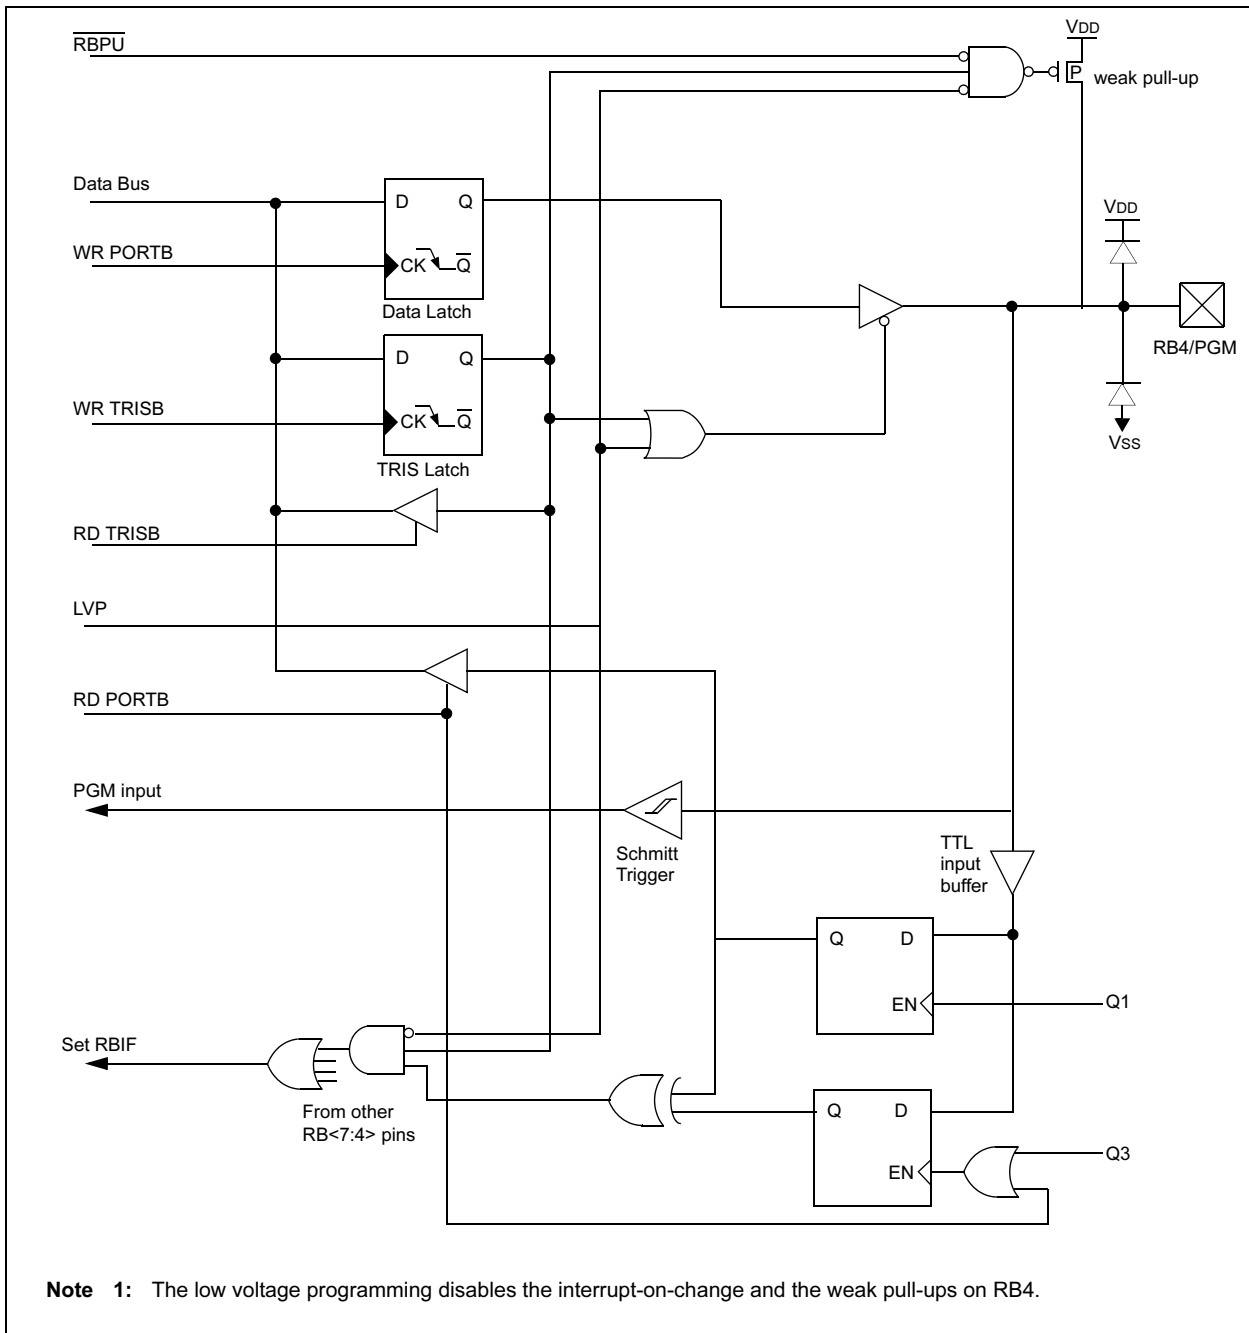 RBPU
VDD
P
weak pull-up
Data Bus
D Q
WR PORTB
CK Q
Data Latch
VDD
RB4/PGM
VSS
D Q
WR TRISB
CK Q
TRIS Latch
RD TRISB
LVP
RD PORTB
PGM input
Schmitt
Trigger
TTL
input
buffer
Q D
EN
Q1
Set RBIF
From other
RB<7:4> pins
Q D
EN
Q3
Note 1: The low voltage programming disables the interrupt-on-change and the weak pull-ups on RB4.